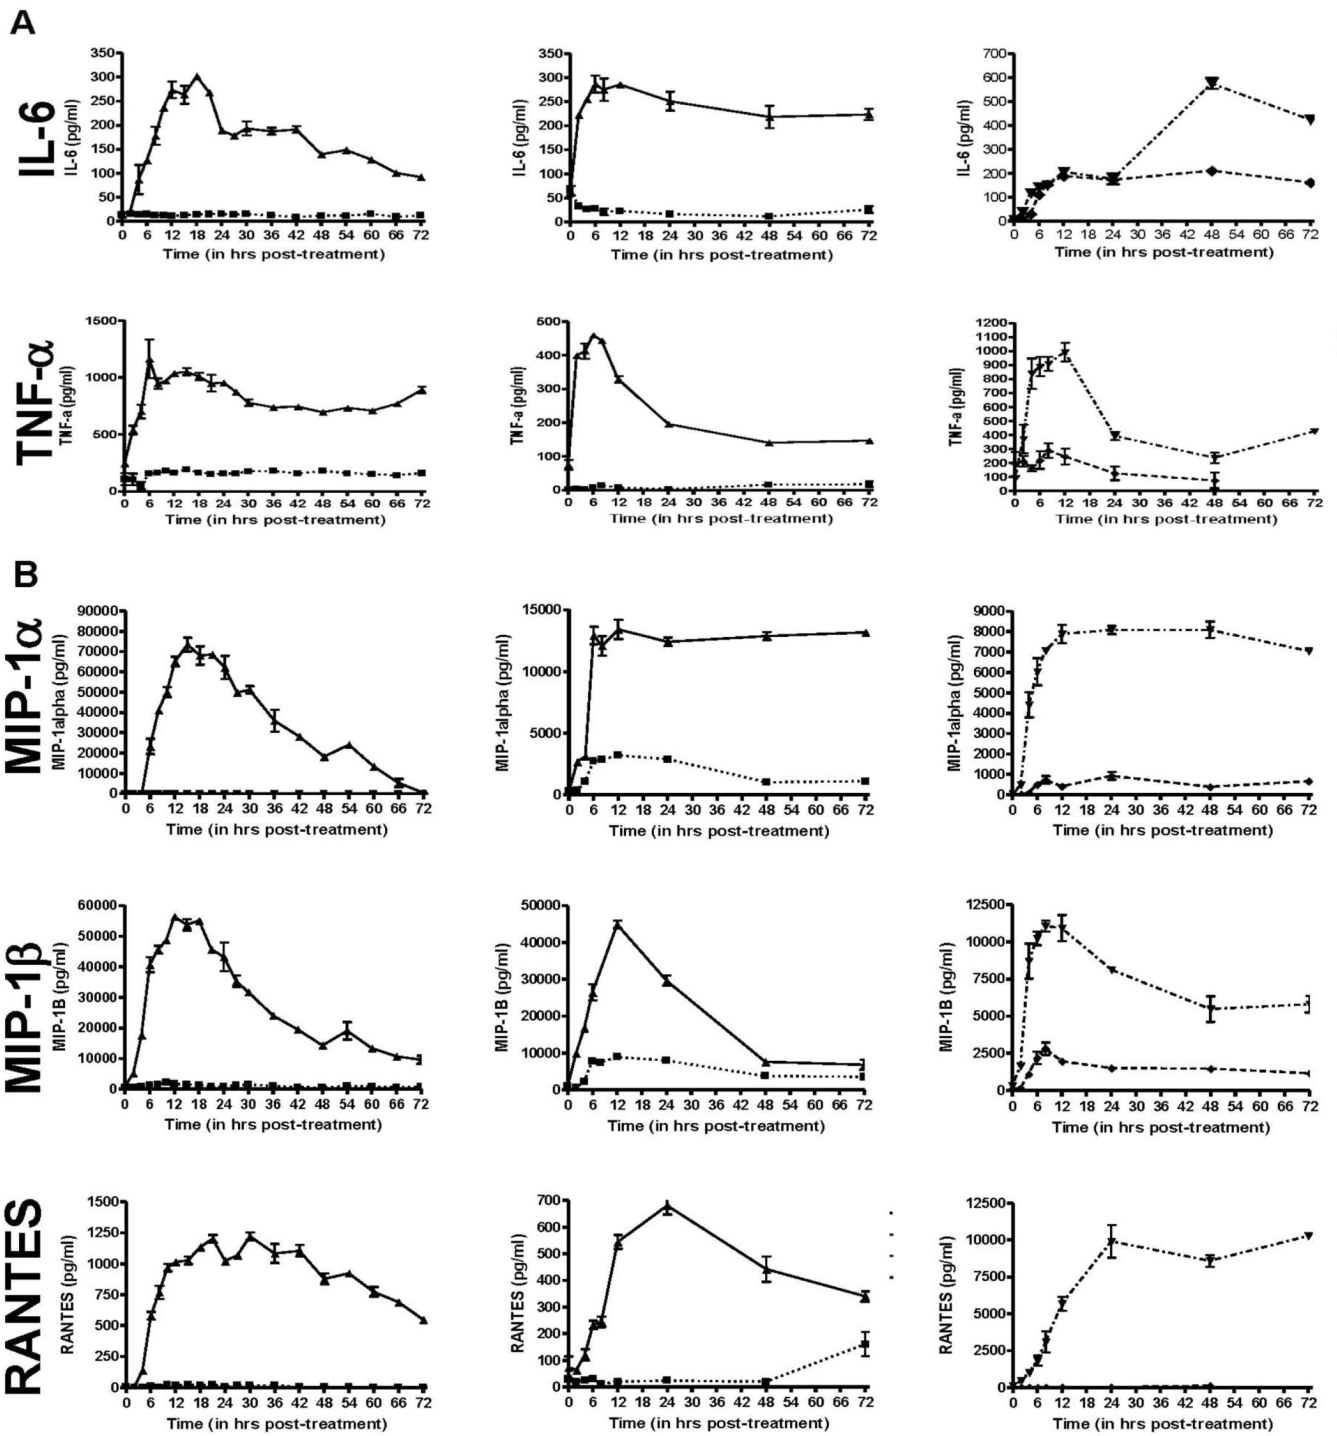 A
IL-6
350
300
250
200
150
100
50
0
IL-6 (pg/ml)
0 6 12 18 24 30 36 42 48 54 60 66 72
Time (in hrs post-treatment)
350
300
250
200
150
100
50
0
IL-6 (pg/ml)
0 6 12 18 24 30 36 42 48 54 60 66 72
Time (in hrs post-treatment)
700
600
500
400
300
200
100
0
IL-6 (pg/ml)
0 6 12 18 24 30 36 42 48 54 60 66 72
Time (in hrs post-treatment)
TNF-α
1500
1000
500
0
TNF-a (pg/ml)
0 6 12 18 24 30 36 42 48 54 60 66 72
Time (in hrs post-treatment)
500
400
300
200
100
0
TNF-a (pg/ml)
0 6 12 18 24 30 36 42 48 54 60 66 72
Time (in hrs post-treatment)
1200
1100
1000
900
800
700
600
500
400
300
200
100
0
TNF-a (pg/ml)
0 6 12 18 24 30 36 42 48 54 60 66 72
Time (in hrs post-treatment)
B
MIP-1α
90000
80000
70000
60000
50000
40000
30000
20000
10000
0
MIP-1alpha (pg/ml)
0 6 12 18 24 30 36 42 48 54 60 66 72
Time (in hrs post-treatment)
15000
10000
5000
0
MIP-1alpha (pg/ml)
0 6 12 18 24 30 36 42 48 54 60 66 72
Time (in hrs post-treatment)
9000
8000
7000
6000
5000
4000
3000
2000
1000
0
MIP-1alpha (pg/ml)
0 6 12 18 24 30 36 42 48 54 60 66 72
Time (in hrs post-treatment)
MIP-1β
60000
50000
40000
30000
20000
10000
0
MIP-1B (pg/ml)
0 6 12 18 24 30 36 42 48 54 60 66 72
Time (in hrs post-treatment)
50000
40000
30000
20000
10000
0
MIP-1B (pg/ml)
0 6 12 18 24 30 36 42 48 54 60 66 72
Time (in hrs post-treatment)
12500
10000
7500
5000
2500
0
MIP-1B (pg/ml)
0 6 12 18 24 30 36 42 48 54 60 66 72
Time (in hrs post-treatment)
RANTES
1500
1250
1000
750
500
250
0
RANTES (pg/ml)
0 6 12 18 24 30 36 42 48 54 60 66 72
Time (in hrs post-treatment)
700
600
500
400
300
200
100
0
RANTES (pg/ml)
0 6 12 18 24 30 36 42 48 54 60 66 72
Time (in hrs post-treatment)
12500
10000
7500
5000
2500
0
RANTES (pg/ml)
0 6 12 18 24 30 36 42 48 54 60 66 72
Time (in hrs post-treatment)